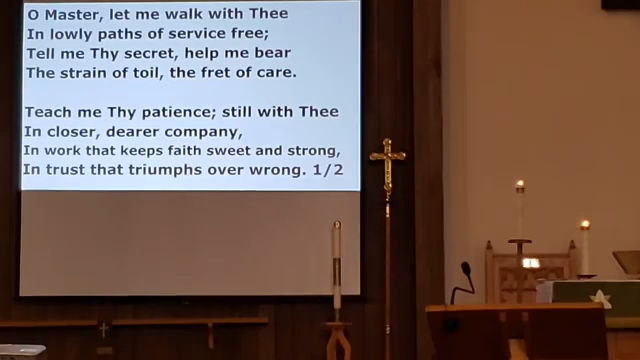 O Master, let me walk with Thee
In lowly paths of service free;
Tell me Thy secret, help me bear
The strain of toil, the fret of care.
Teach me Thy patience; still with Thee
In closer, dearer company,
In work that keeps faith sweet and strong,
In trust that triumphs over wrong. 1/2